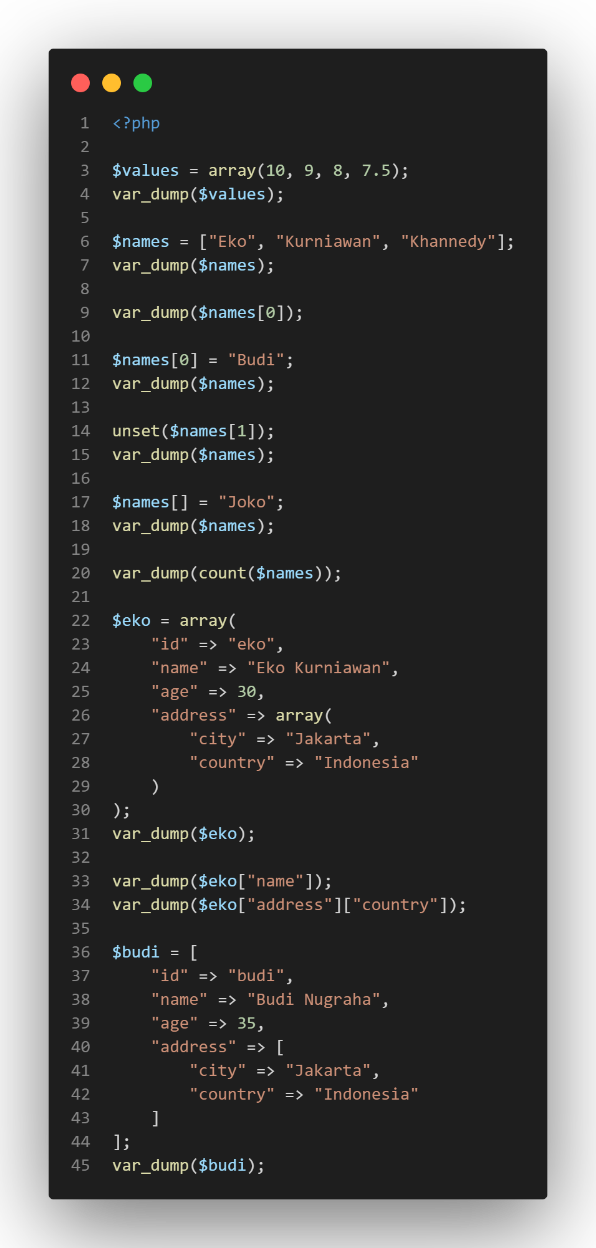 1 <?php
2
3 $values = array(10, 9, 8, 7.5);
4 var_dump($values);
5
6 $names = ["Eko", "Kurniawan", "Khannedy"];
7 var_dump($names);
8
9 var_dump($names[0]);
10
11 $names[0] = "Budi";
12 var_dump($names);
13
14 unset($names[1]);
15 var_dump($names);
16
17 $names[] = "Joko";
18 var_dump($names);
19
20 var_dump(count($names));
21
22 $eko = array(
23     "id" => "eko",
24     "name" => "Eko Kurniawan",
25     "age" => 30,
26     "address" => array(
27         "city" => "Jakarta",
28         "country" => "Indonesia"
29     )
30 );
31 var_dump($eko);
32
33 var_dump($eko["name"]);
34 var_dump($eko["address"]["country"]);
35
36 $budi = [
37     "id" => "budi",
38     "name" => "Budi Nugraha",
39     "age" => 35,
40     "address" => [
41         "city" => "Jakarta",
42         "country" => "Indonesia"
43     ]
44 ];
45 var_dump($budi);